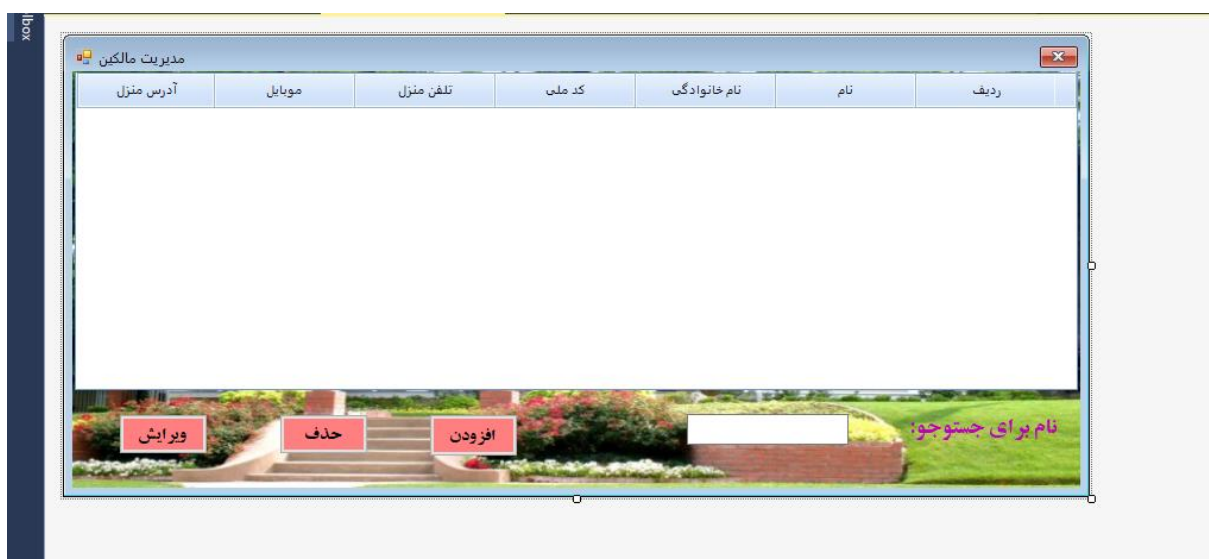 lbox
مدیریت مالکین
ردیف نام نام خانوادگی کد ملی تلفن منزل موبایل آدرس منزل
نام برای جستوجو: افزودن حذف ویرایش